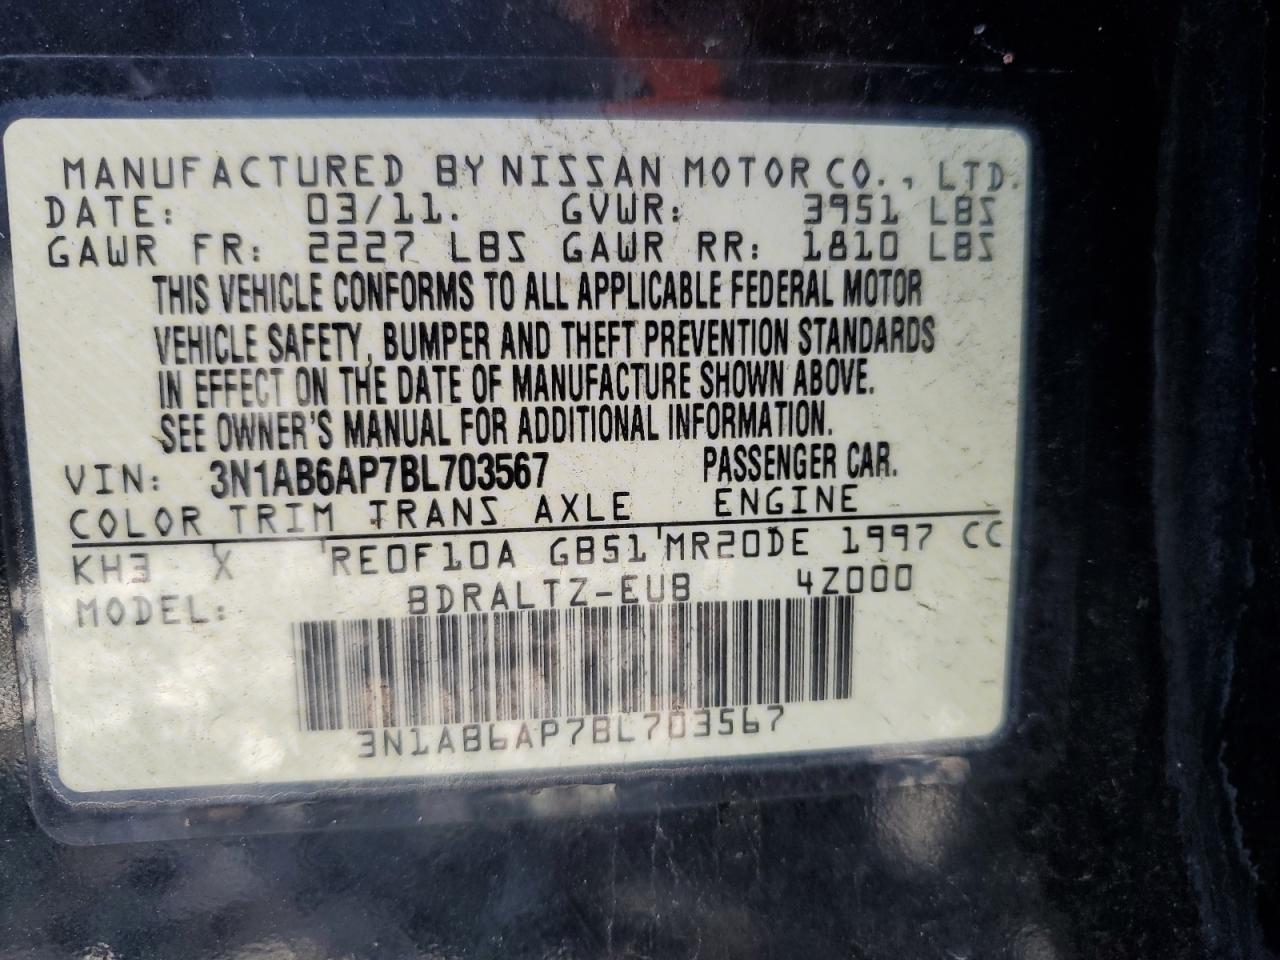 MANUFACTURED BY NISSAN MOTOR CO., LTD.
DATE: 03/11. GVWR: 3951 LBS
GAWR FR: 2227 LBS GAWR RR: 1810 LBS
THIS VEHICLE CONFORMS TO ALL APPLICABLE FEDERAL MOTOR
VEHICLE SAFETY, BUMPER AND THEFT PREVENTION STANDARDS
IN EFFECT ON THE DATE OF MANUFACTURE SHOWN ABOVE.
SEE OWNER'S MANUAL FOR ADDITIONAL INFORMATION.
VIN: 3N1AB6AP7BL703567 PASSENGER CAR.
COLOR TRIM TRANS AXLE ENGINE
KH3 X RE0F10A GB51 MR20DE 1997 CC
MODEL: BDRALTZ-EUB 4Z000
3N1AB6AP7BL703567